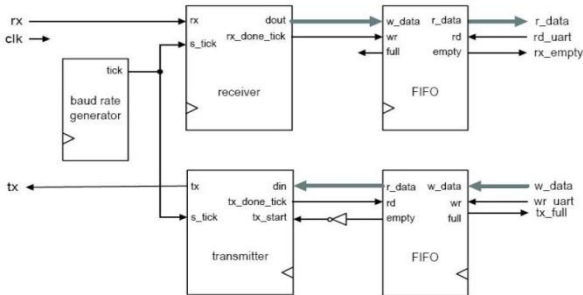 rx
clk
rx
dout
s_tick
rx_done_tick
receiver
w_data
r_data
wr
rd
full
empty
FIFO
r_data
rd_uart
rx_empty
tick
baud rate
generator
tx
tx
din
tx_done_tick
s_tick
tx_start
transmitter
r_data
w_data
rd
wr
empty
full
FIFO
w_data
wr_uart
tx_full